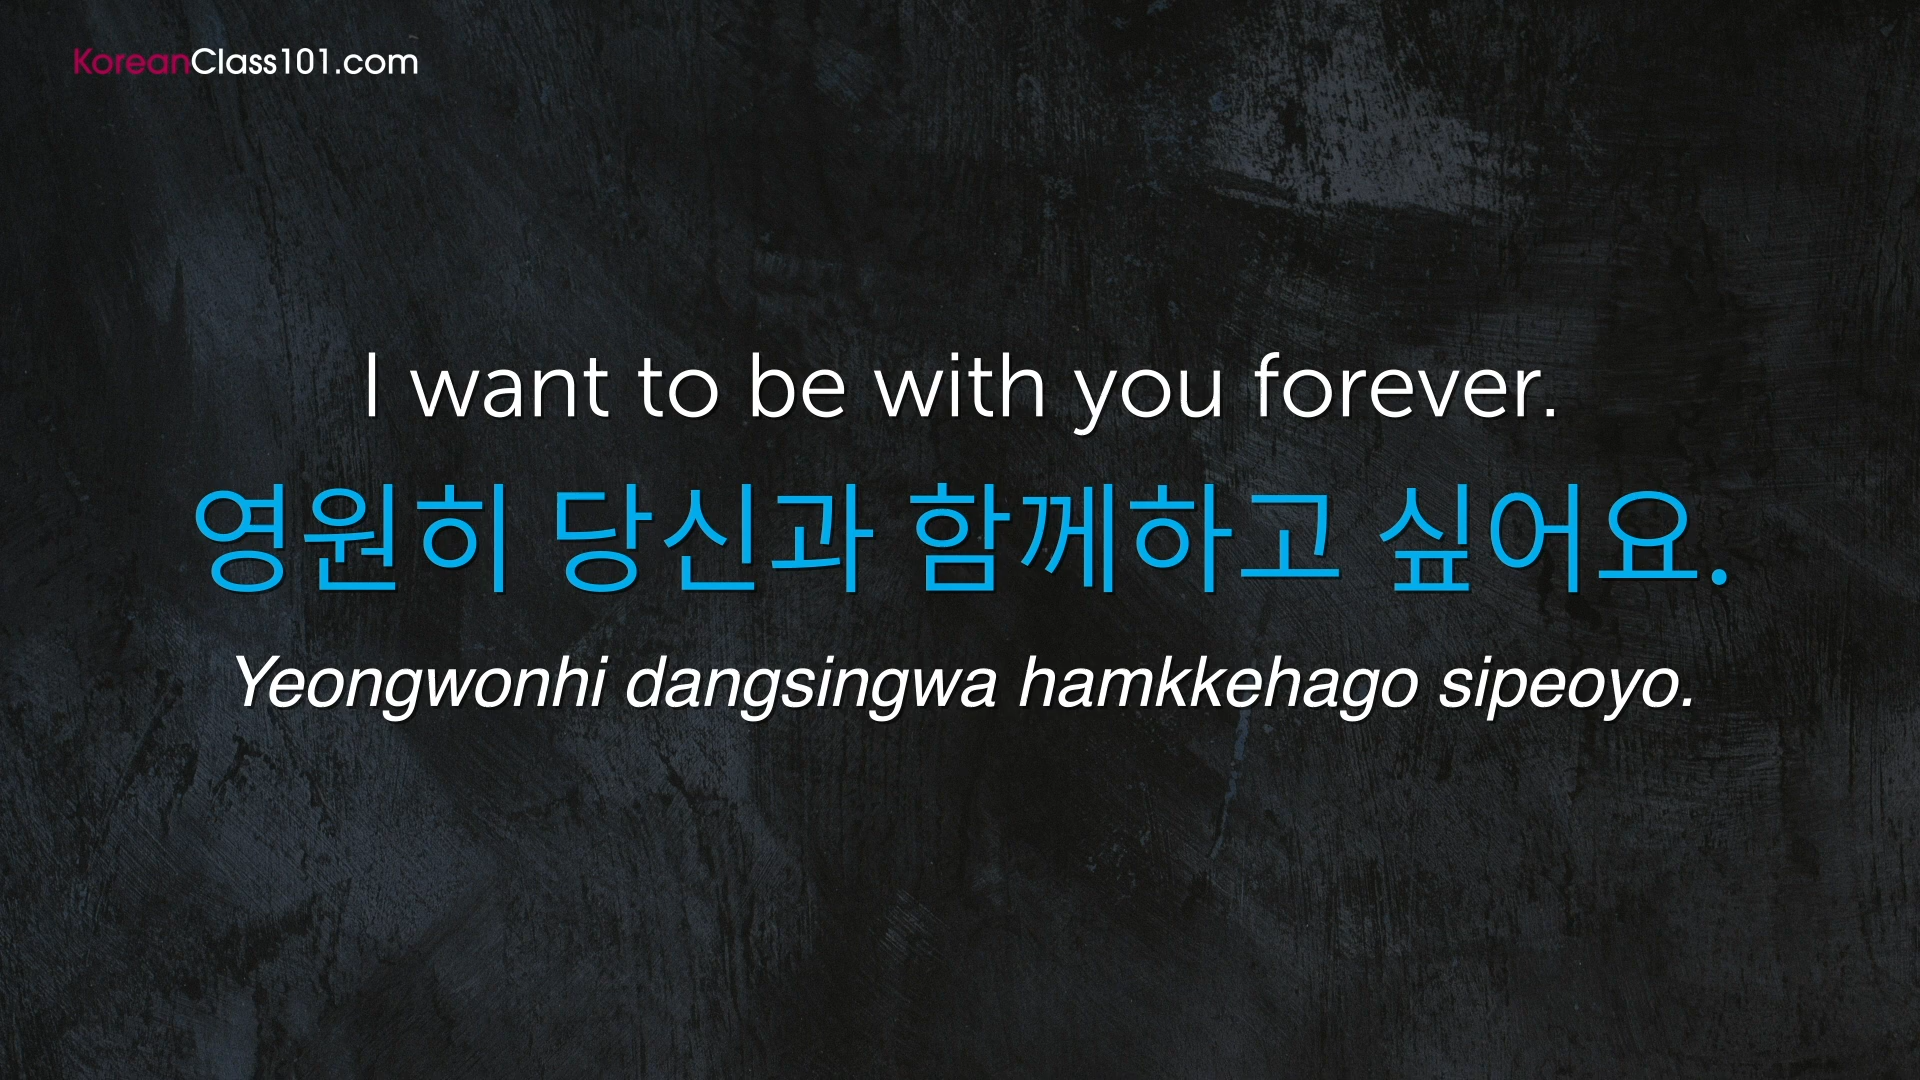 KoreanClass101.com
I want to be with you forever.
영원히 당신과 함께하고 싶어요.
Yeongwonhi dangsingwa hamkkehago sipeoyo.